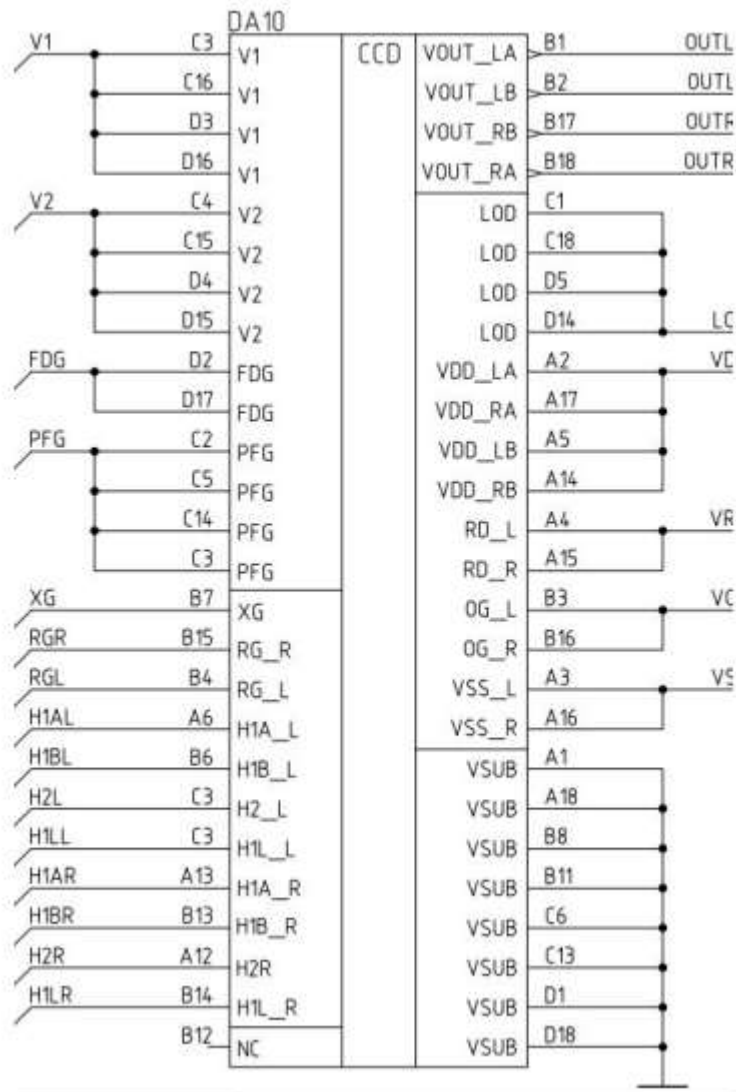 DA10
V1 C3 V1 CCD VOUT_LA B1 OUTL
C16 V1 VOUT_LB B2 OUTL
D3 V1 VOUT_RB B17 OUTR
D16 V1 VOUT_RA B18 OUTR
V2 C4 V2 LOD C1
C15 V2 LOD C18
D4 V2 LOD D5
D15 V2 LOD D14 LO
FDG D2 FDG VDD_LA A2 VD
D17 FDG VDD_RA A17
PFG C2 PFG VDD_LB A5
C5 PFG VDD_RB A14
C14 PFG RD_L A4 VR
C3 PFG RD_R A15
XG B7 XG OG_L B3 VO
RGR B15 RG_R OG_R B16
RGL B4 RG_L VSS_L A3 VS
H1AL A6 H1A_L VSS_R A16
H1BL B6 H1B_L VSUB A1
H2L C3 H2_L VSUB A18
H1LL C3 H1L_L VSUB B8
H1AR A13 H1A_R VSUB B11
H1BR B13 H1B_R VSUB C6
H2R A12 H2R VSUB C13
H1LR B14 H1L_R VSUB D1
B12 NC VSUB D18